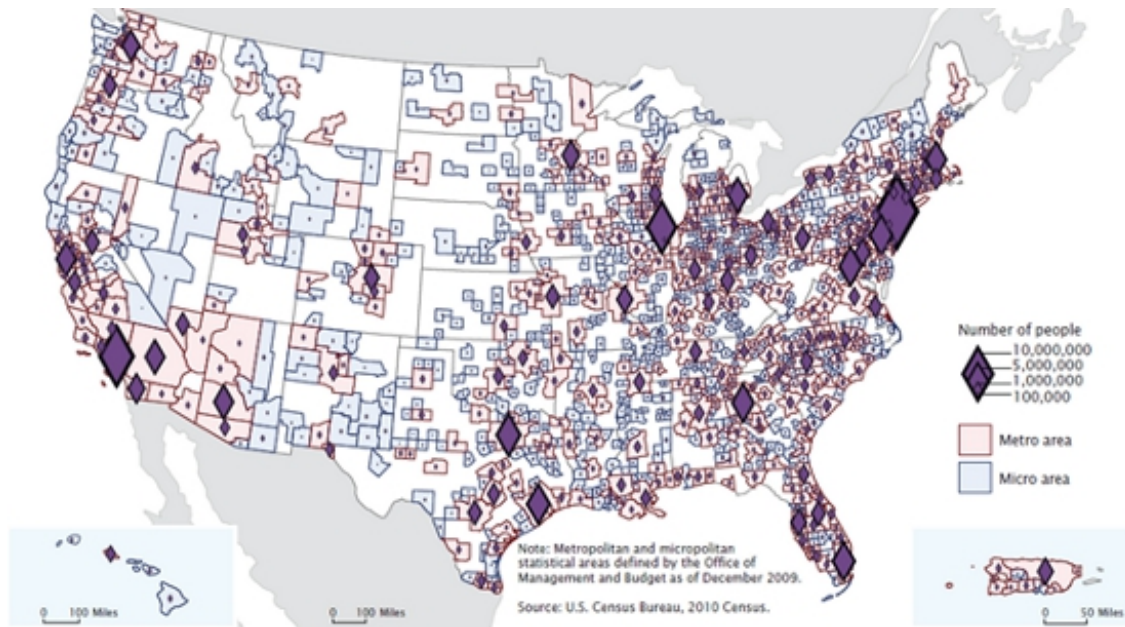 Number of people
10,000,000
5,000,000
1,000,000
100,000
Metro area
Micro area
Note: Metropolitan and micropolitan
statistical areas defined by the Office of
Management and Budget as of December 2009.
Source: U.S. Census Bureau, 2010 Census.
0 100 Miles
0 100 Miles
0 50 Miles